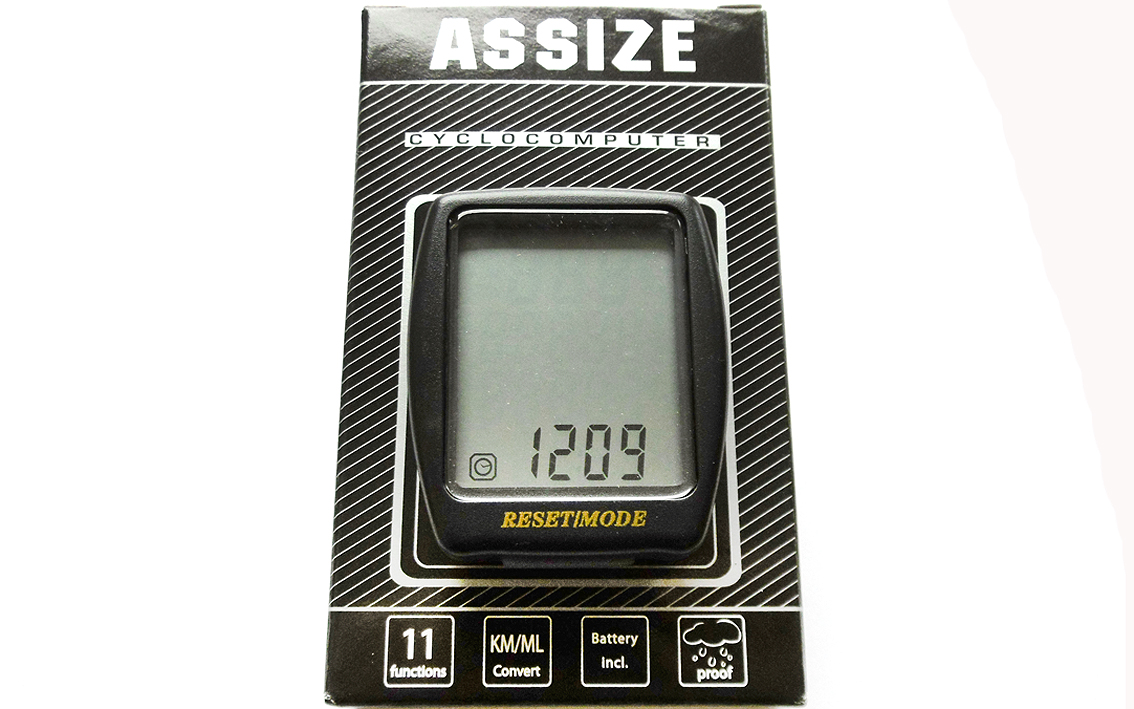 ASSIZE
CYCLOCOMPUTER
1209
RESET/MODE
11
functions
KM/ML
Convert
Battery
Incl.
proof